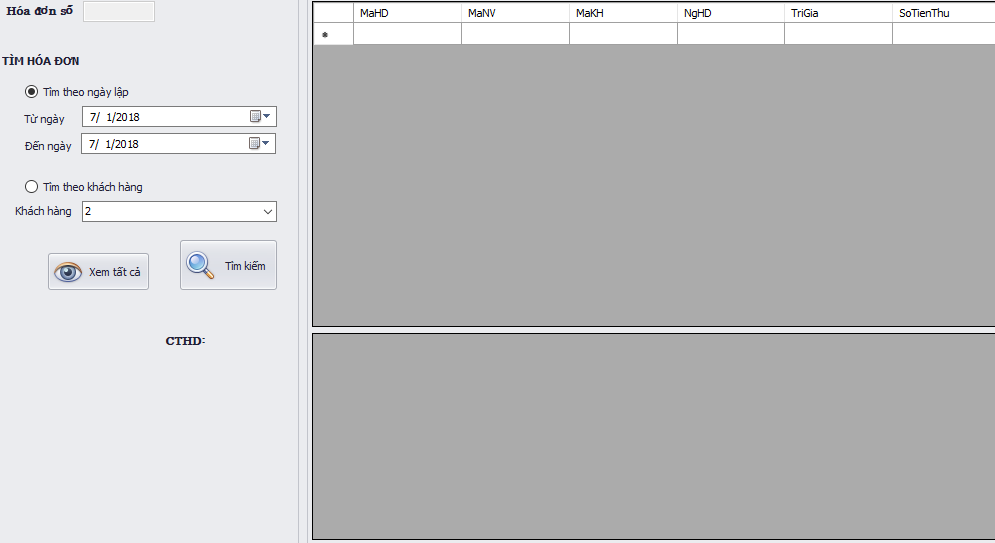 Hóa đơn số
TÌM HÓA ĐƠN
Tìm theo ngày lập
Từ ngày 7/ 1/2018
Đến ngày 7/ 1/2018
Tìm theo khách hàng
Khách hàng 2
Xem tất cả
Tìm kiếm
CTHD:
MaHD MaNV MaKH NgHD TriGia SoTienThu
*